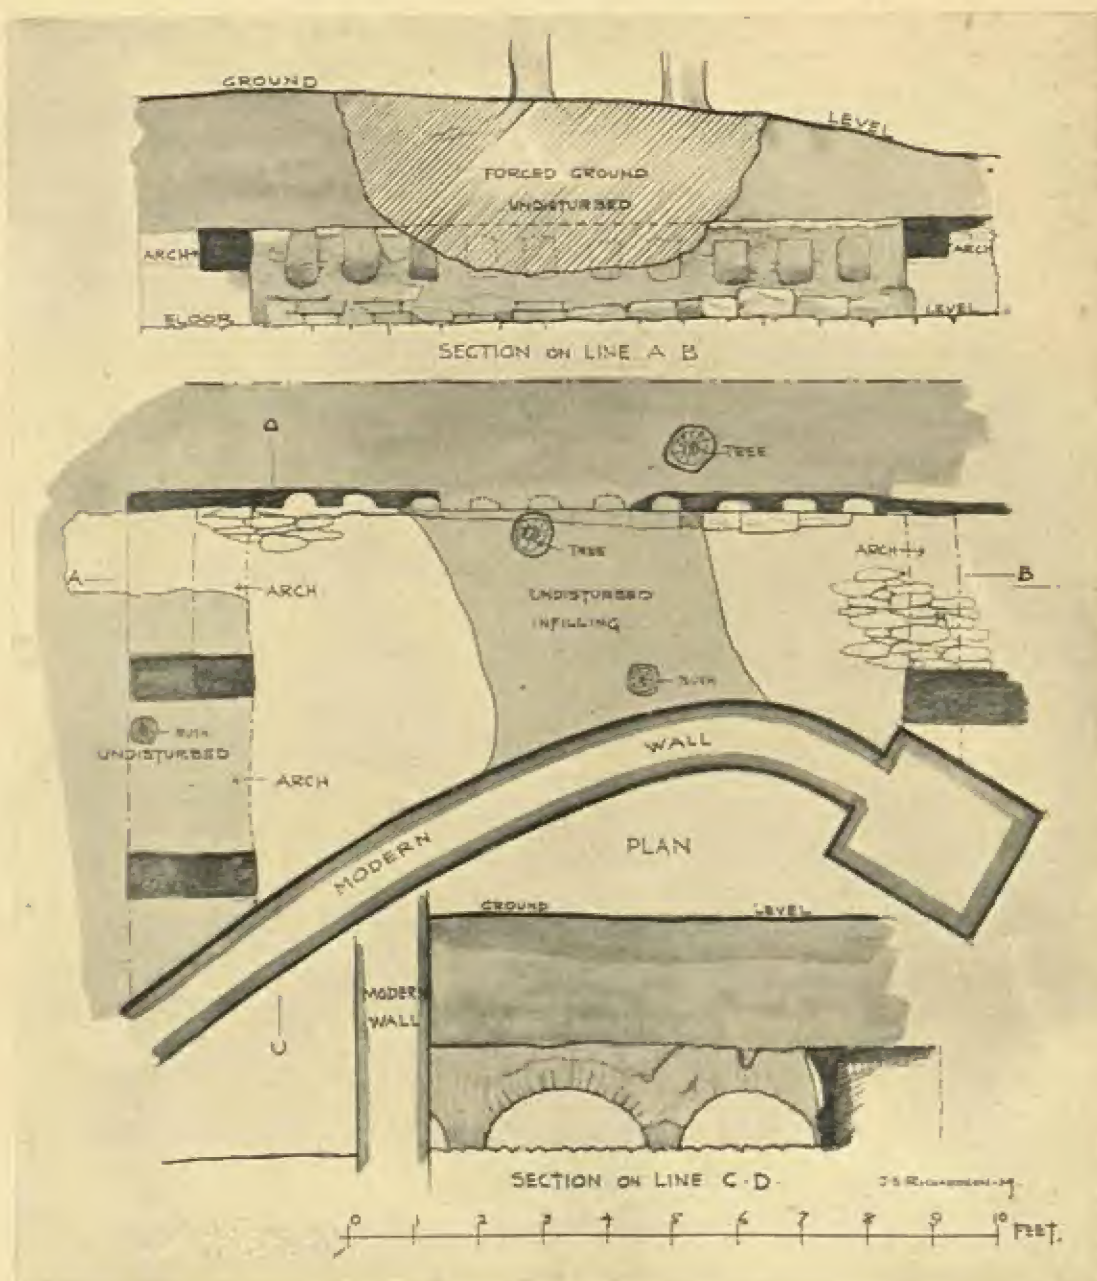 GROUND
LEVEL
FORCED GROUND
UNDISTURBED
ARCH
ARCH
FLOOR
LEVEL
SECTION ON LINE A B
D
TREE
TREE
ARCH
A
B
ARCH
UNDISTURBED
INFILLING
BUSH
BUSH
UNDISTURBED
WALL
ARCH
MODERN
PLAN
GROUND
LEVEL
MODERN
WALL
C
SECTION ON LINE C.D.
0 1 2 3 4 5 6 7 8 9 10 FEET.